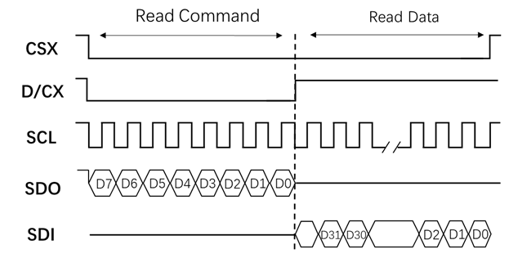 Read Command Read Data
CSX
D/CX
SCL
SDO D7 D6 D5 D4 D3 D2 D1 D0
SDI D31 D30 D2 D1 D0